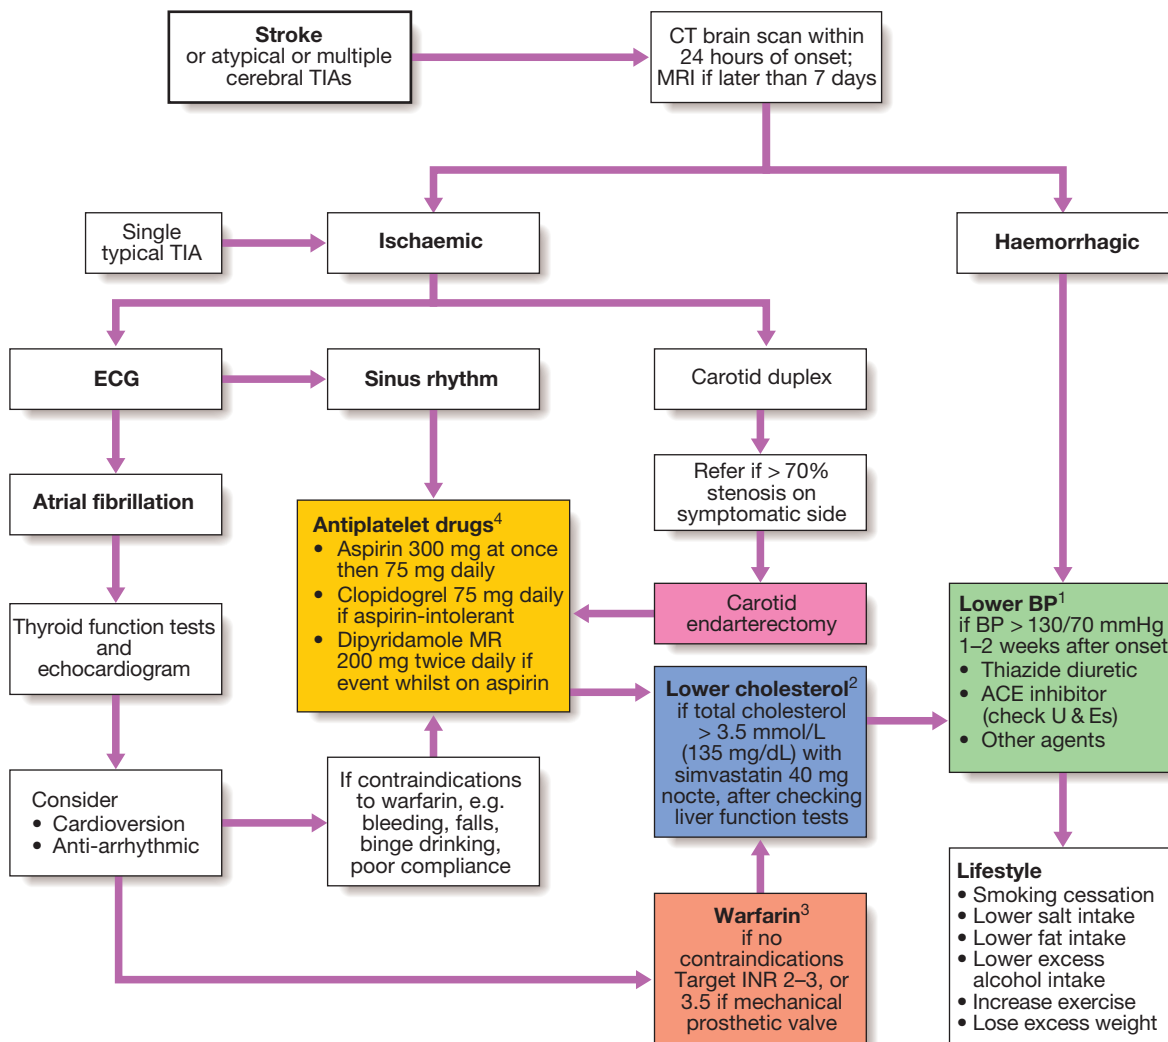 Stroke
or atypical or multiple
cerebral TIAs
CT brain scan within
24 hours of onset;
MRI if later than 7 days
Single
typical TIA
Ischaemic
Haemorrhagic
ECG
Sinus rhythm
Carotid duplex
Atrial fibrillation
Refer if > 70%
stenosis on
symptomatic side
Antiplatelet drugs⁴
• Aspirin 300 mg at once
then 75 mg daily
• Clopidogrel 75 mg daily
if aspirin-intolerant
• Dipyridamole MR
200 mg twice daily if
event whilst on aspirin
Carotid
endarterectomy
Lower BP¹
if BP > 130/70 mmHg
1–2 weeks after onset
• Thiazide diuretic
• ACE inhibitor
(check U & Es)
• Other agents
Thyroid function tests
and
echocardiogram
Lower cholesterol²
if total cholesterol
> 3.5 mmol/L
(135 mg/dL) with
simvastatin 40 mg
nocte, after checking
liver function tests
Consider
• Cardioversion
• Anti-arrhythmic
If contraindications
to warfarin, e.g.
bleeding, falls,
binge drinking,
poor compliance
Warfarin³
if no
contraindications
Target INR 2–3, or
3.5 if mechanical
prosthetic valve
Lifestyle
• Smoking cessation
• Lower salt intake
• Lower fat intake
• Lower excess
alcohol intake
• Increase exercise
• Lose excess weight